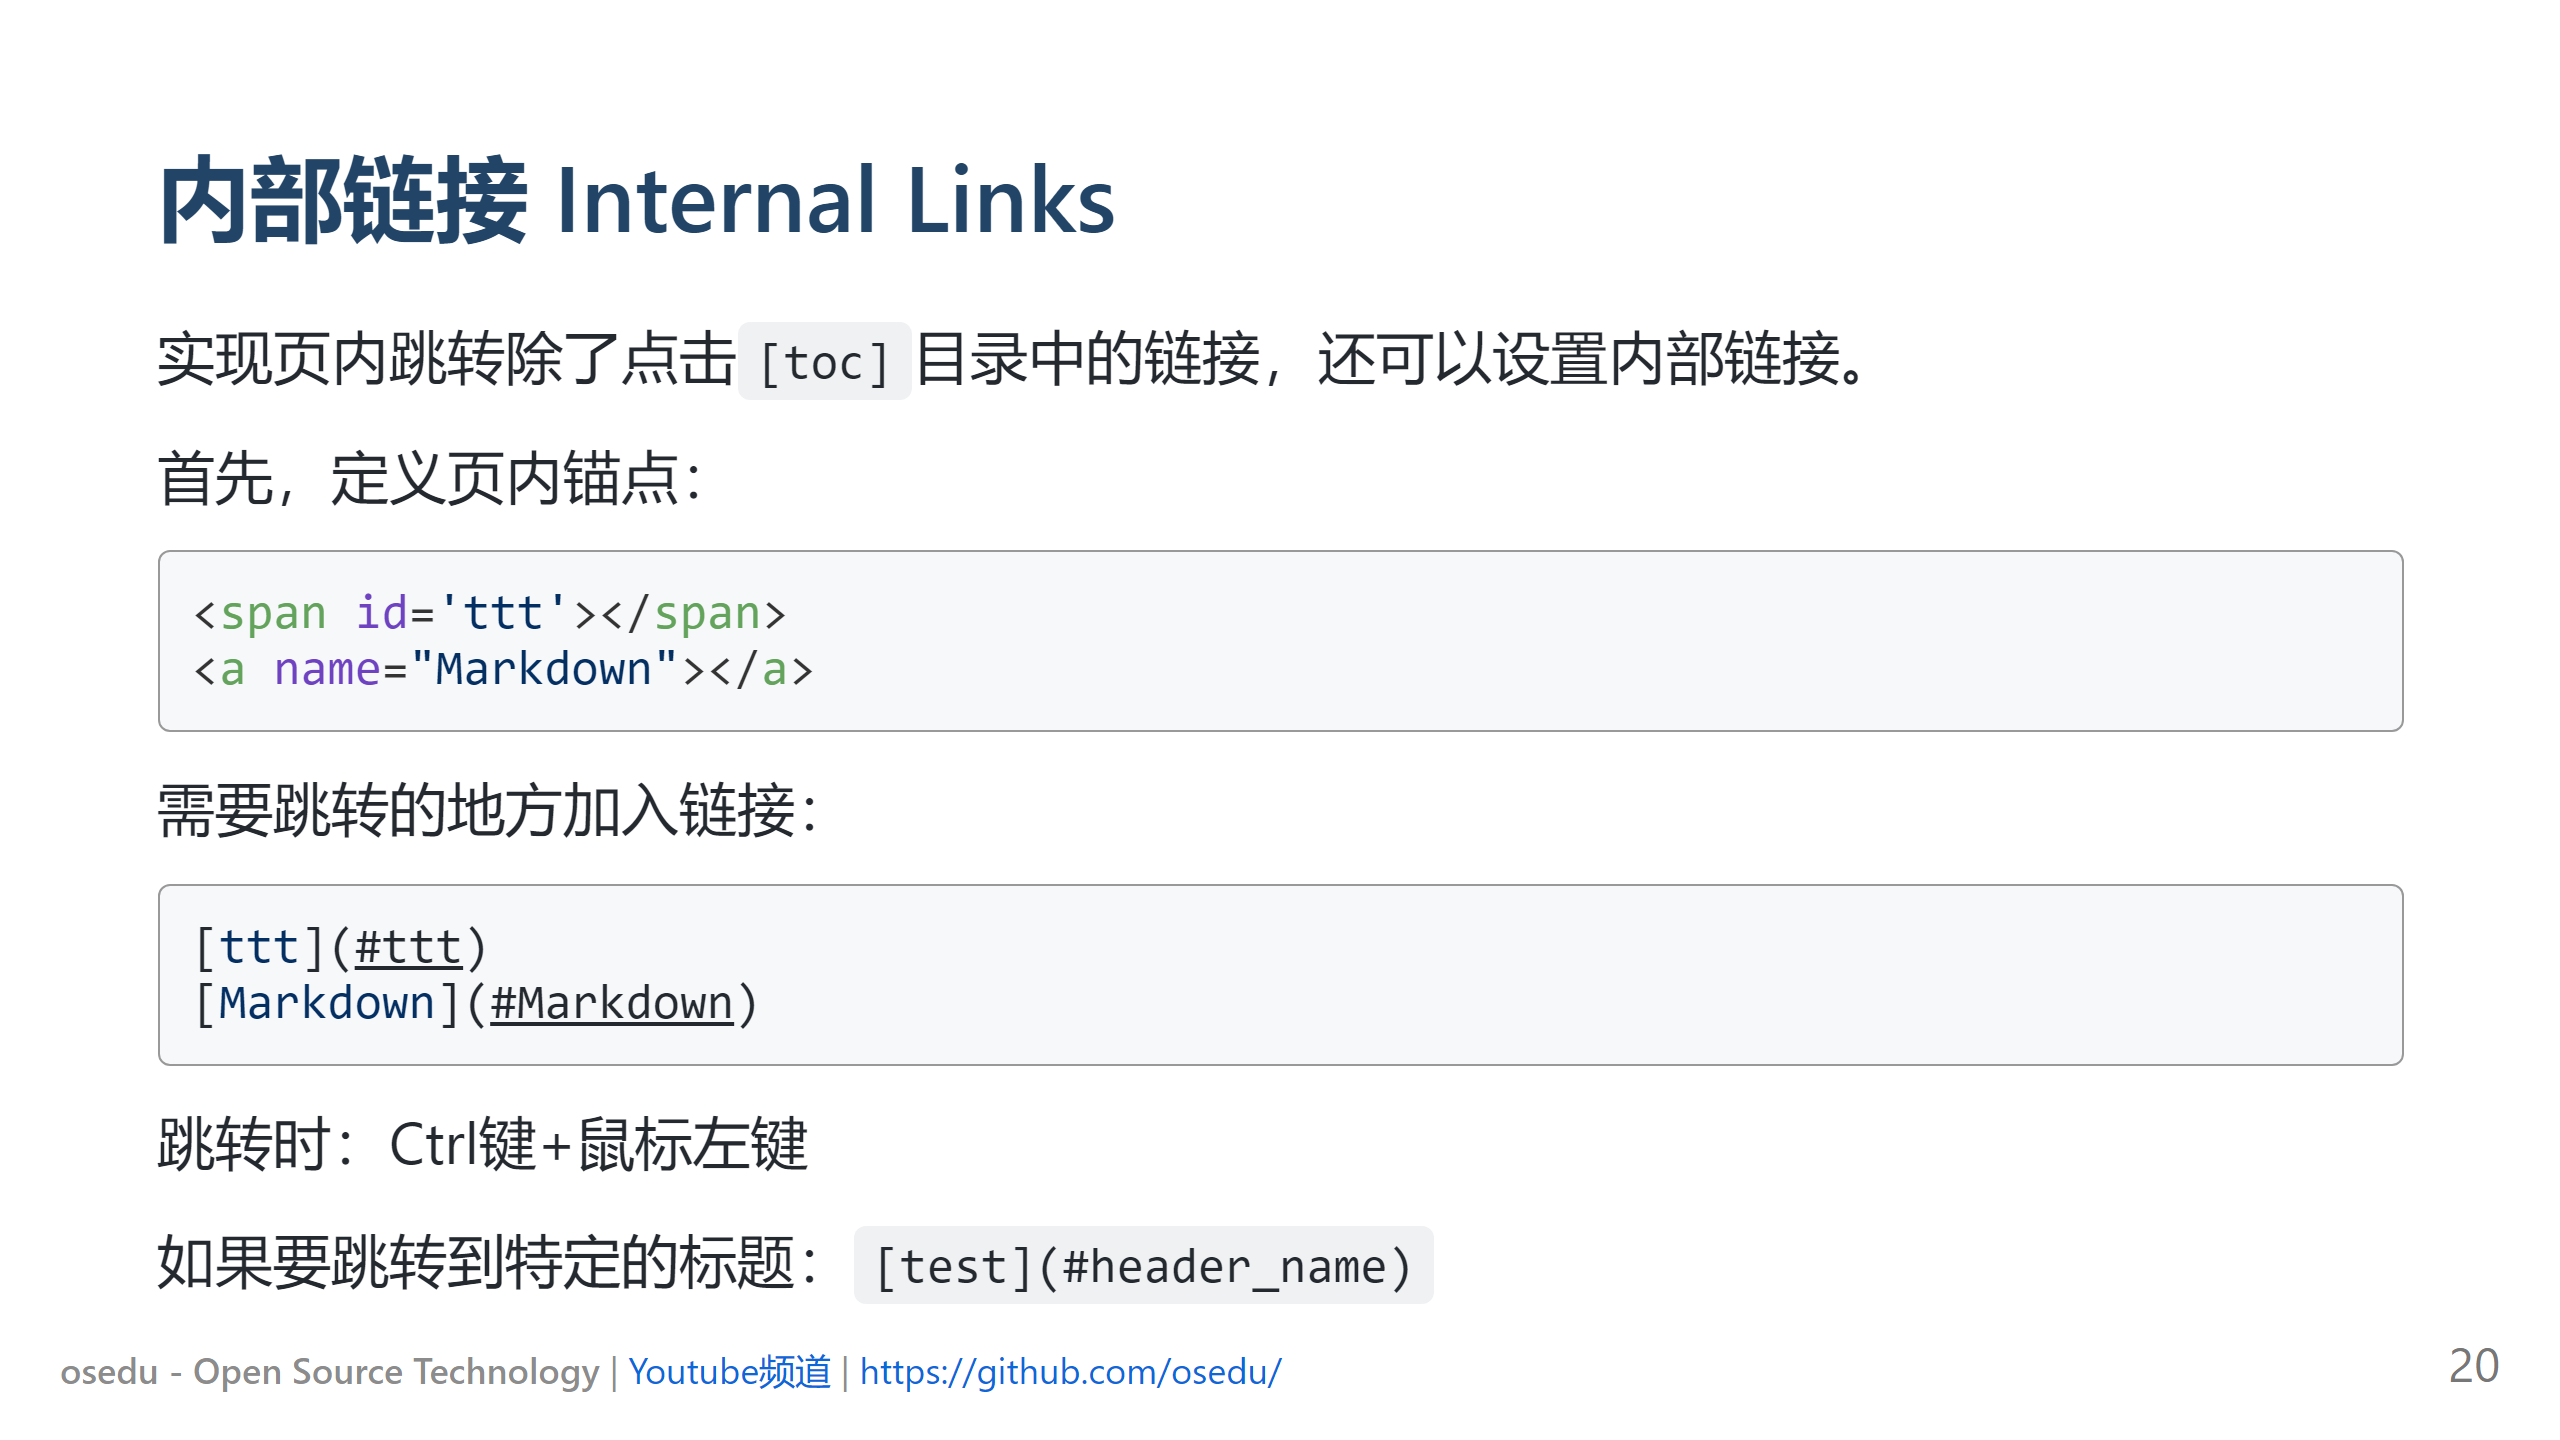 内部链接 Internal Links
实现页内跳转除了点击[toc]目录中的链接，还可以设置内部链接。
首先，定义页内锚点：
<span id='ttt'></span>
<a name="Markdown"></a>
需要跳转的地方加入链接：
[ttt](#ttt)
[Markdown](#Markdown)
跳转时：Ctrl键+鼠标左键
如果要跳转到特定的标题：[test](#header_name)
osedu - Open Source Technology | Youtube频道 | https://github.com/osedu/
20